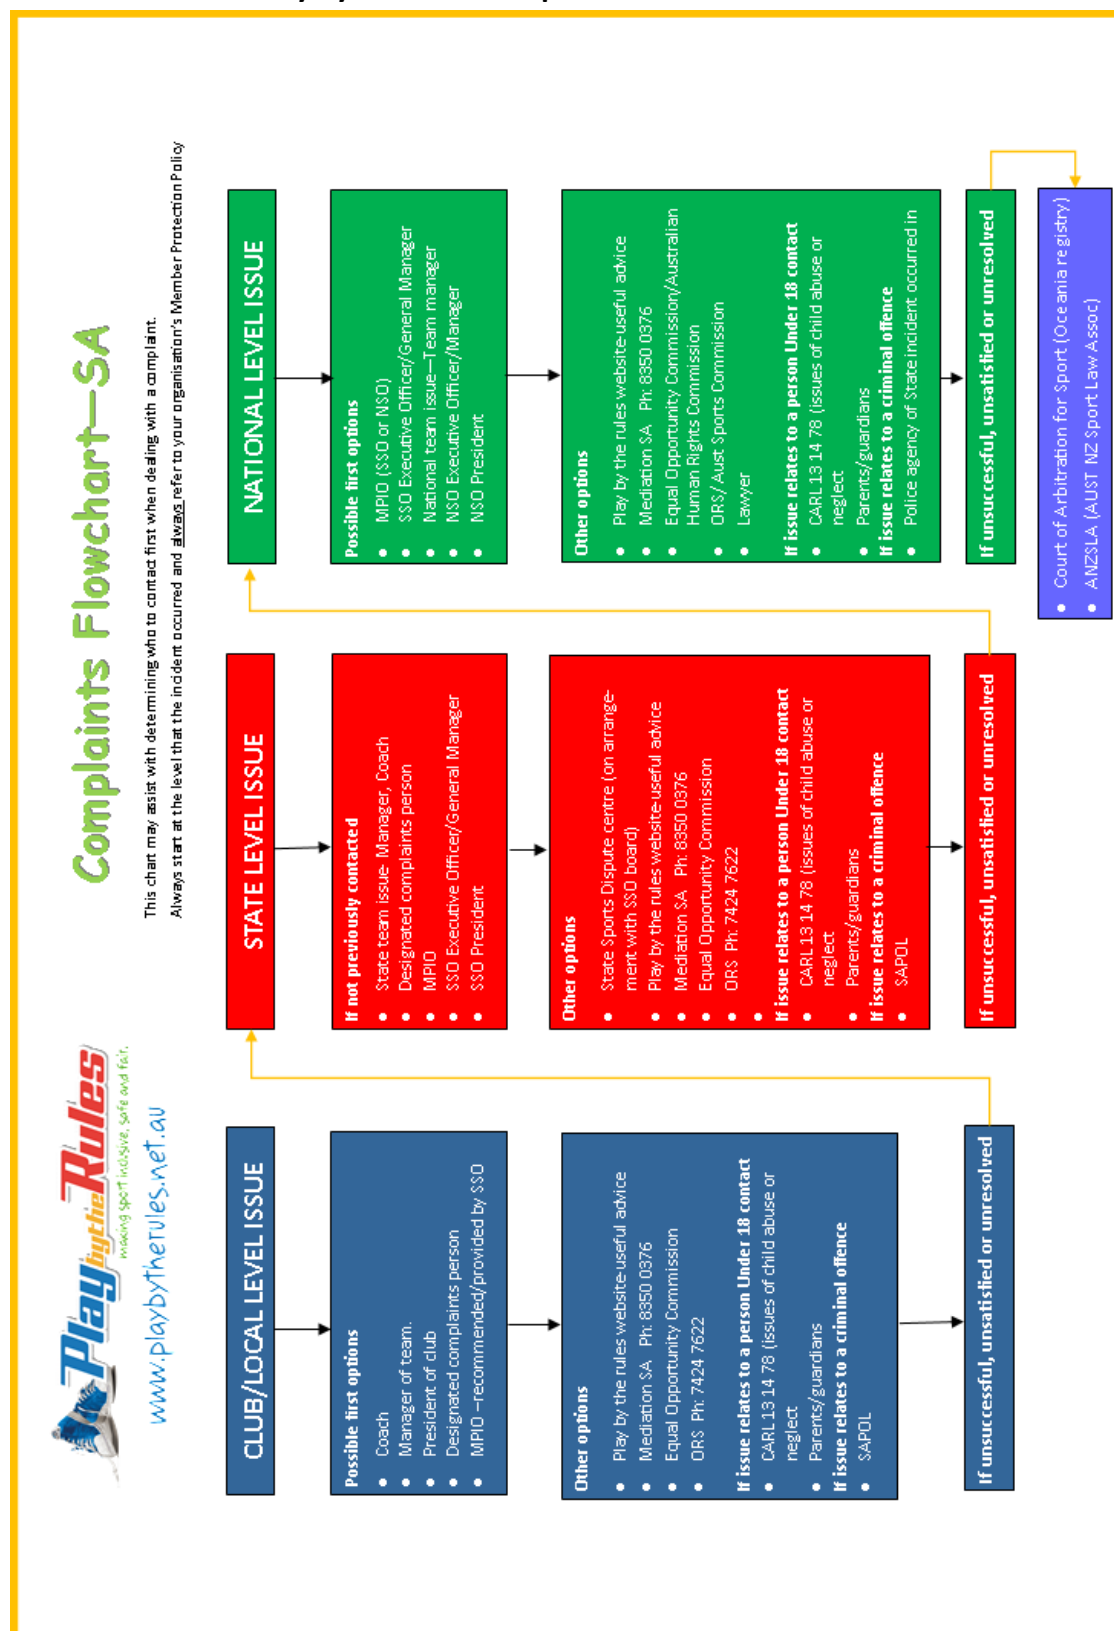 Play by the Rules
making sport inclusive, safe and fair.
www.playbytherules.net.au
Complaints Flowchart—SA
This chart may assist with determining who to contact first when dealing with a complaint.
Always start at the level that the incident occurred and always refer to your organisation's Member Protection Policy
CLUB/LOCAL LEVEL ISSUE
Possible first options
• Coach
• Manager of team.
• President of club
• Designated complaints person
• MPIO –recommended/provided by SSO
Other options
• Play by the rules website-useful advice
• Mediation SA Ph: 8350 0376
• Equal Opportunity Commission
• ORS Ph: 7424 7622
If issue relates to a person Under 18 contact
• CARL 13 14 78 (issues of child abuse or
neglect
• Parents/guardians
If issue relates to a criminal offence
• SAPOL
If unsuccessful, unsatisfied or unresolved
STATE LEVEL ISSUE
If not previously contacted
• State team issue- Manager, Coach
• Designated complaints person
• MPIO
• SSO Executive Officer/General Manager
• SSO President
Other options
• State Sports Dispute centre (on arrange-
ment with SSO board)
• Play by the rules website-useful advice
• Mediation SA Ph: 8350 0376
• Equal Opportunity Commission
• ORS Ph: 7424 7622
•
If issue relates to a person Under 18 contact
• CARL 13 14 78 (issues of child abuse or
neglect
• Parents/guardians
If issue relates to a criminal offence
• SAPOL
If unsuccessful, unsatisfied or unresolved
NATIONAL LEVEL ISSUE
Possible first options
• MPIO (SSO or NSO)
• SSO Executive Officer/General Manager
• National team issue—Team manager
• NSO Executive Officer/Manager
• NSO President
Other options
• Play by the rules website-useful advice
• Mediation SA Ph: 8350 0376
• Equal Opportunity Commission/Australian
Human Rights Commission
• ORS/ Aust Sports Commission
• Lawyer
If issue relates to a person Under 18 contact
• CARL 13 14 78 (issues of child abuse or
neglect
• Parents/guardians
If issue relates to a criminal offence
• Police agency of State incident occurred in
If unsuccessful, unsatisfied or unresolved
• Court of Arbitration for Sport (Oceania registry)
• ANZSLA (AUST NZ Sport Law Assoc)